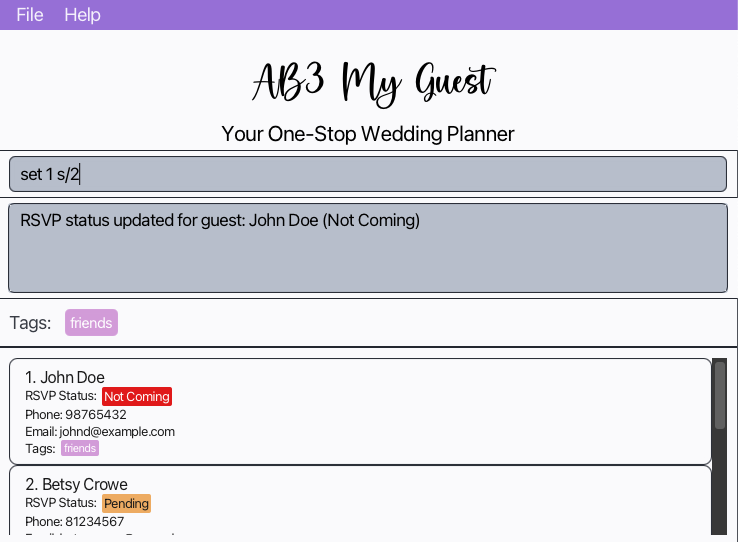 File Help
AB3 My Guest
Your One-Stop Wedding Planner
set 1 s/2
RSVP status updated for guest: John Doe (Not Coming)
Tags: friends
1. John Doe
RSVP Status: Not Coming
Phone: 98765432
Email: johnd@example.com
Tags: friends
2. Betsy Crowe
RSVP Status: Pending
Phone: 81234567